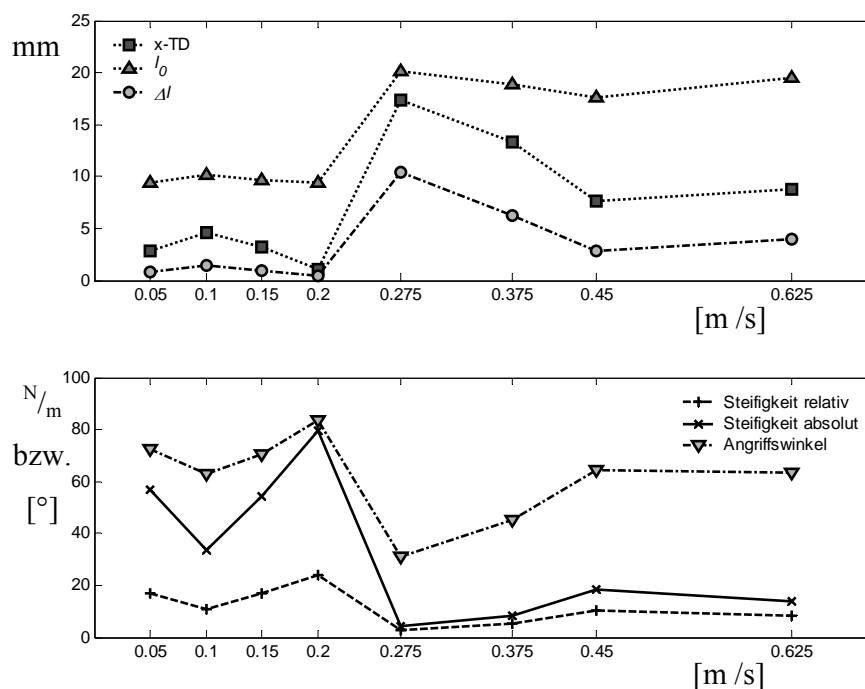 25
mm
x-TD
l0
Δl
20
15
10
5
0
0.05 0.1 0.15 0.2 0.275 0.375 0.45 0.625
[m /s]
100
N/m
bzw.
[°]
Steifigkeit relativ
Steifigkeit absolut
Angriffswinkel
80
60
40
20
0
0.05 0.1 0.15 0.2 0.275 0.375 0.45 0.625
[m /s]